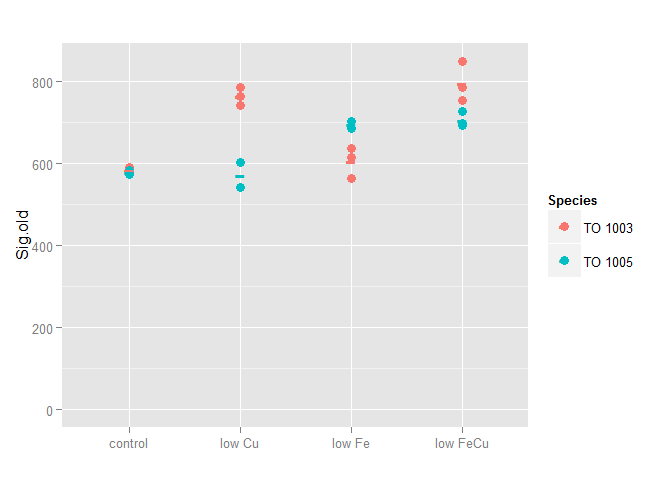 Sig.old
800
600
400
200
0
control low Cu low Fe low FeCu
Species
TO 1003
TO 1005